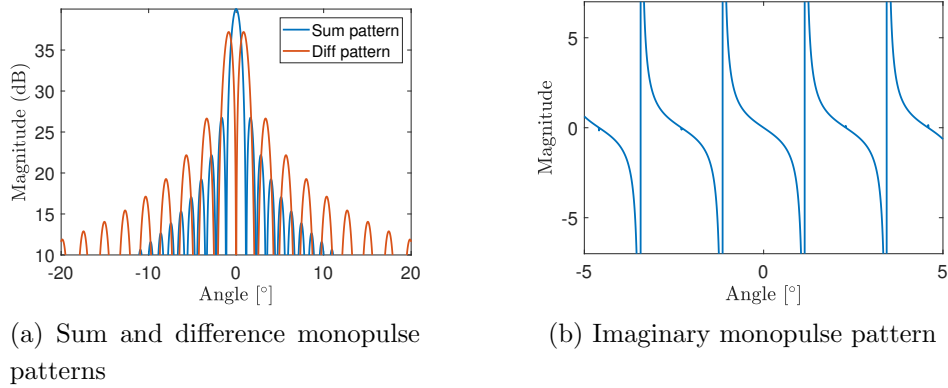 Sum pattern
Diff pattern
Magnitude (dB)
35
30
25
20
15
10
-20
-10
0
10
20
Angle [°]
(a) Sum and difference monopulse
patterns
Magnitude
5
0
-5
-5
0
5
Angle [°]
(b) Imaginary monopulse pattern